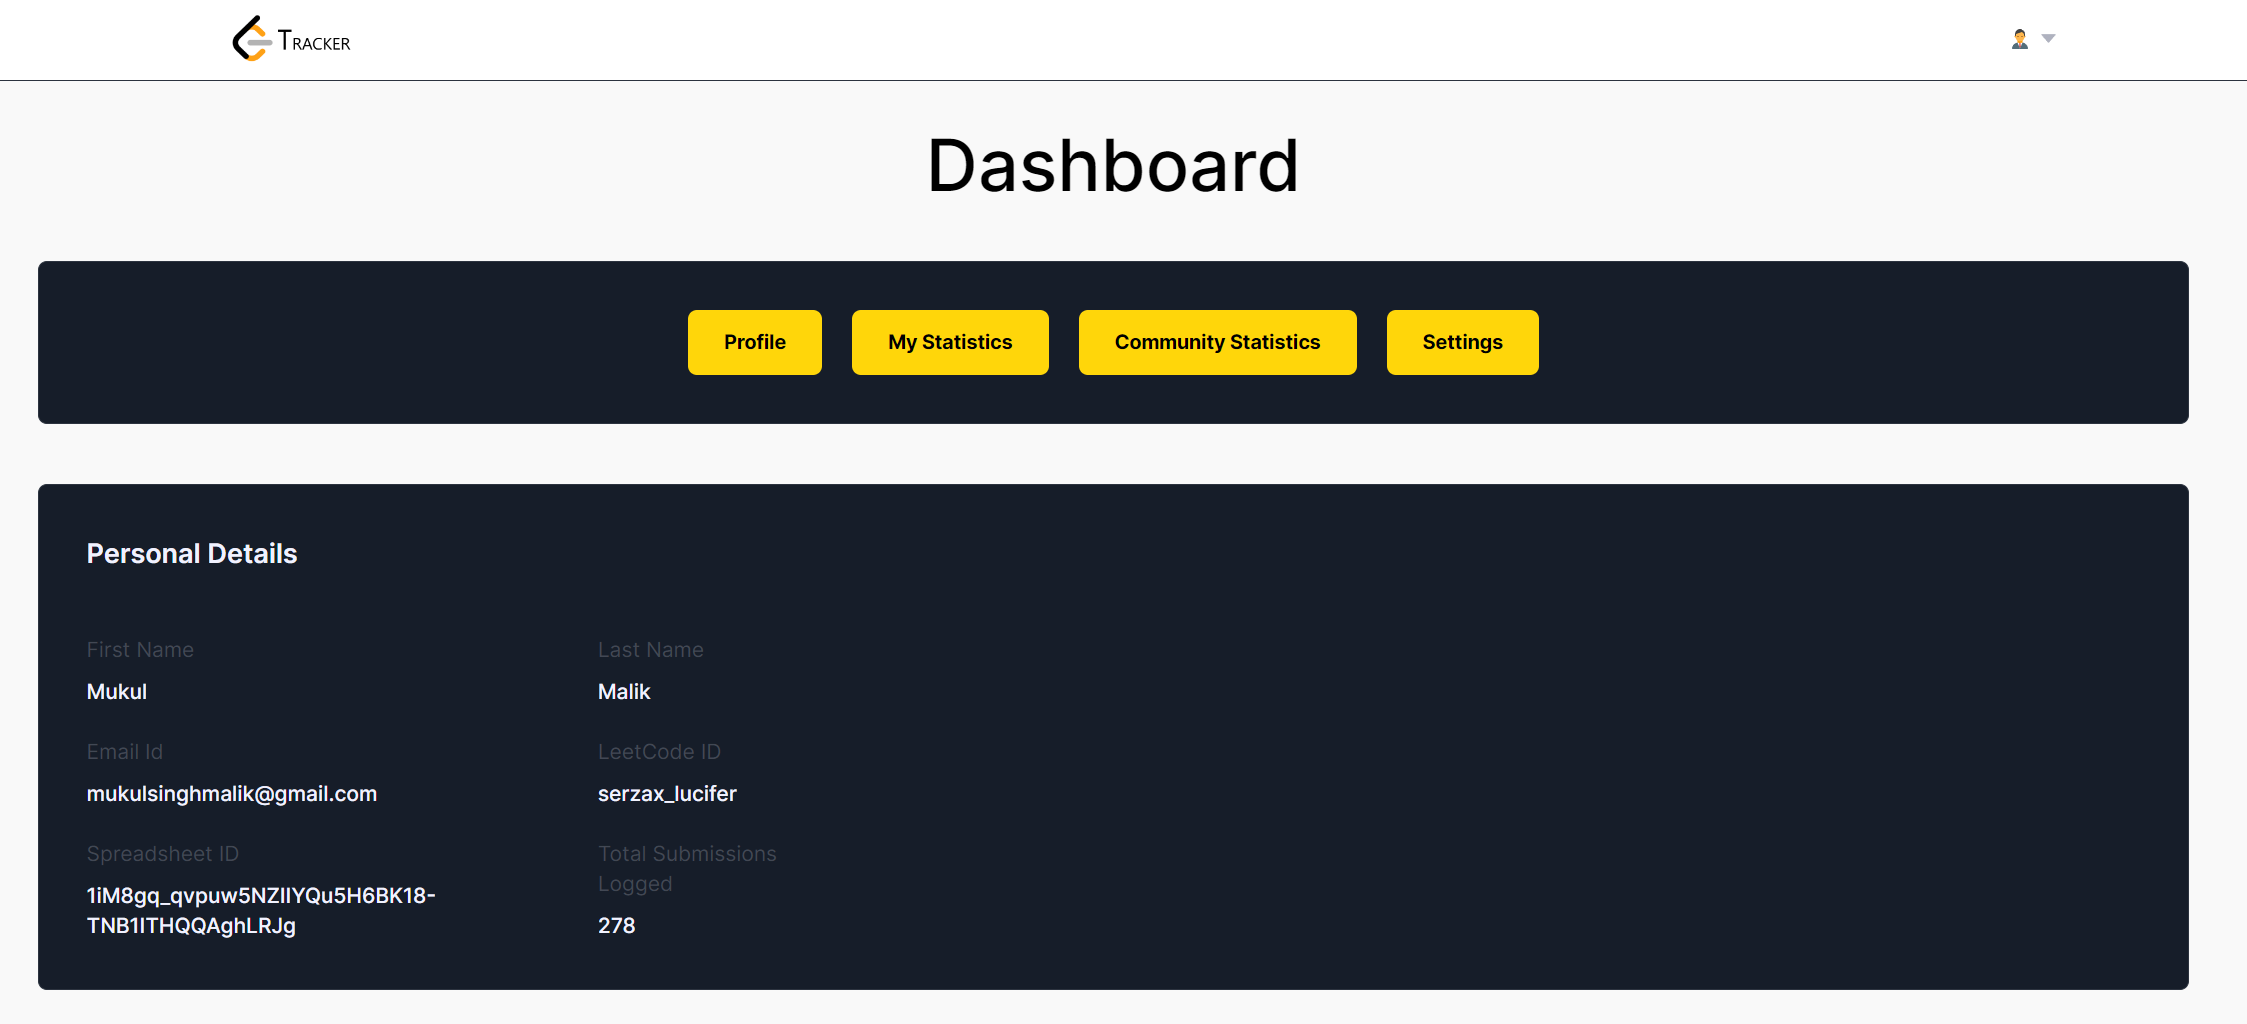 Tracker
Dashboard
Profile
My Statistics
Community Statistics
Settings
Personal Details
First Name
Last Name
Mukul
Malik
Email Id
LeetCode ID
mukulsinghmalik@gmail.com
serzax_lucifer
Spreadsheet ID
Total Submissions
Logged
1iM8gq_qvpuw5NZIIYQu5H6BK18-
TNB1ITHQQAghLRJg
278